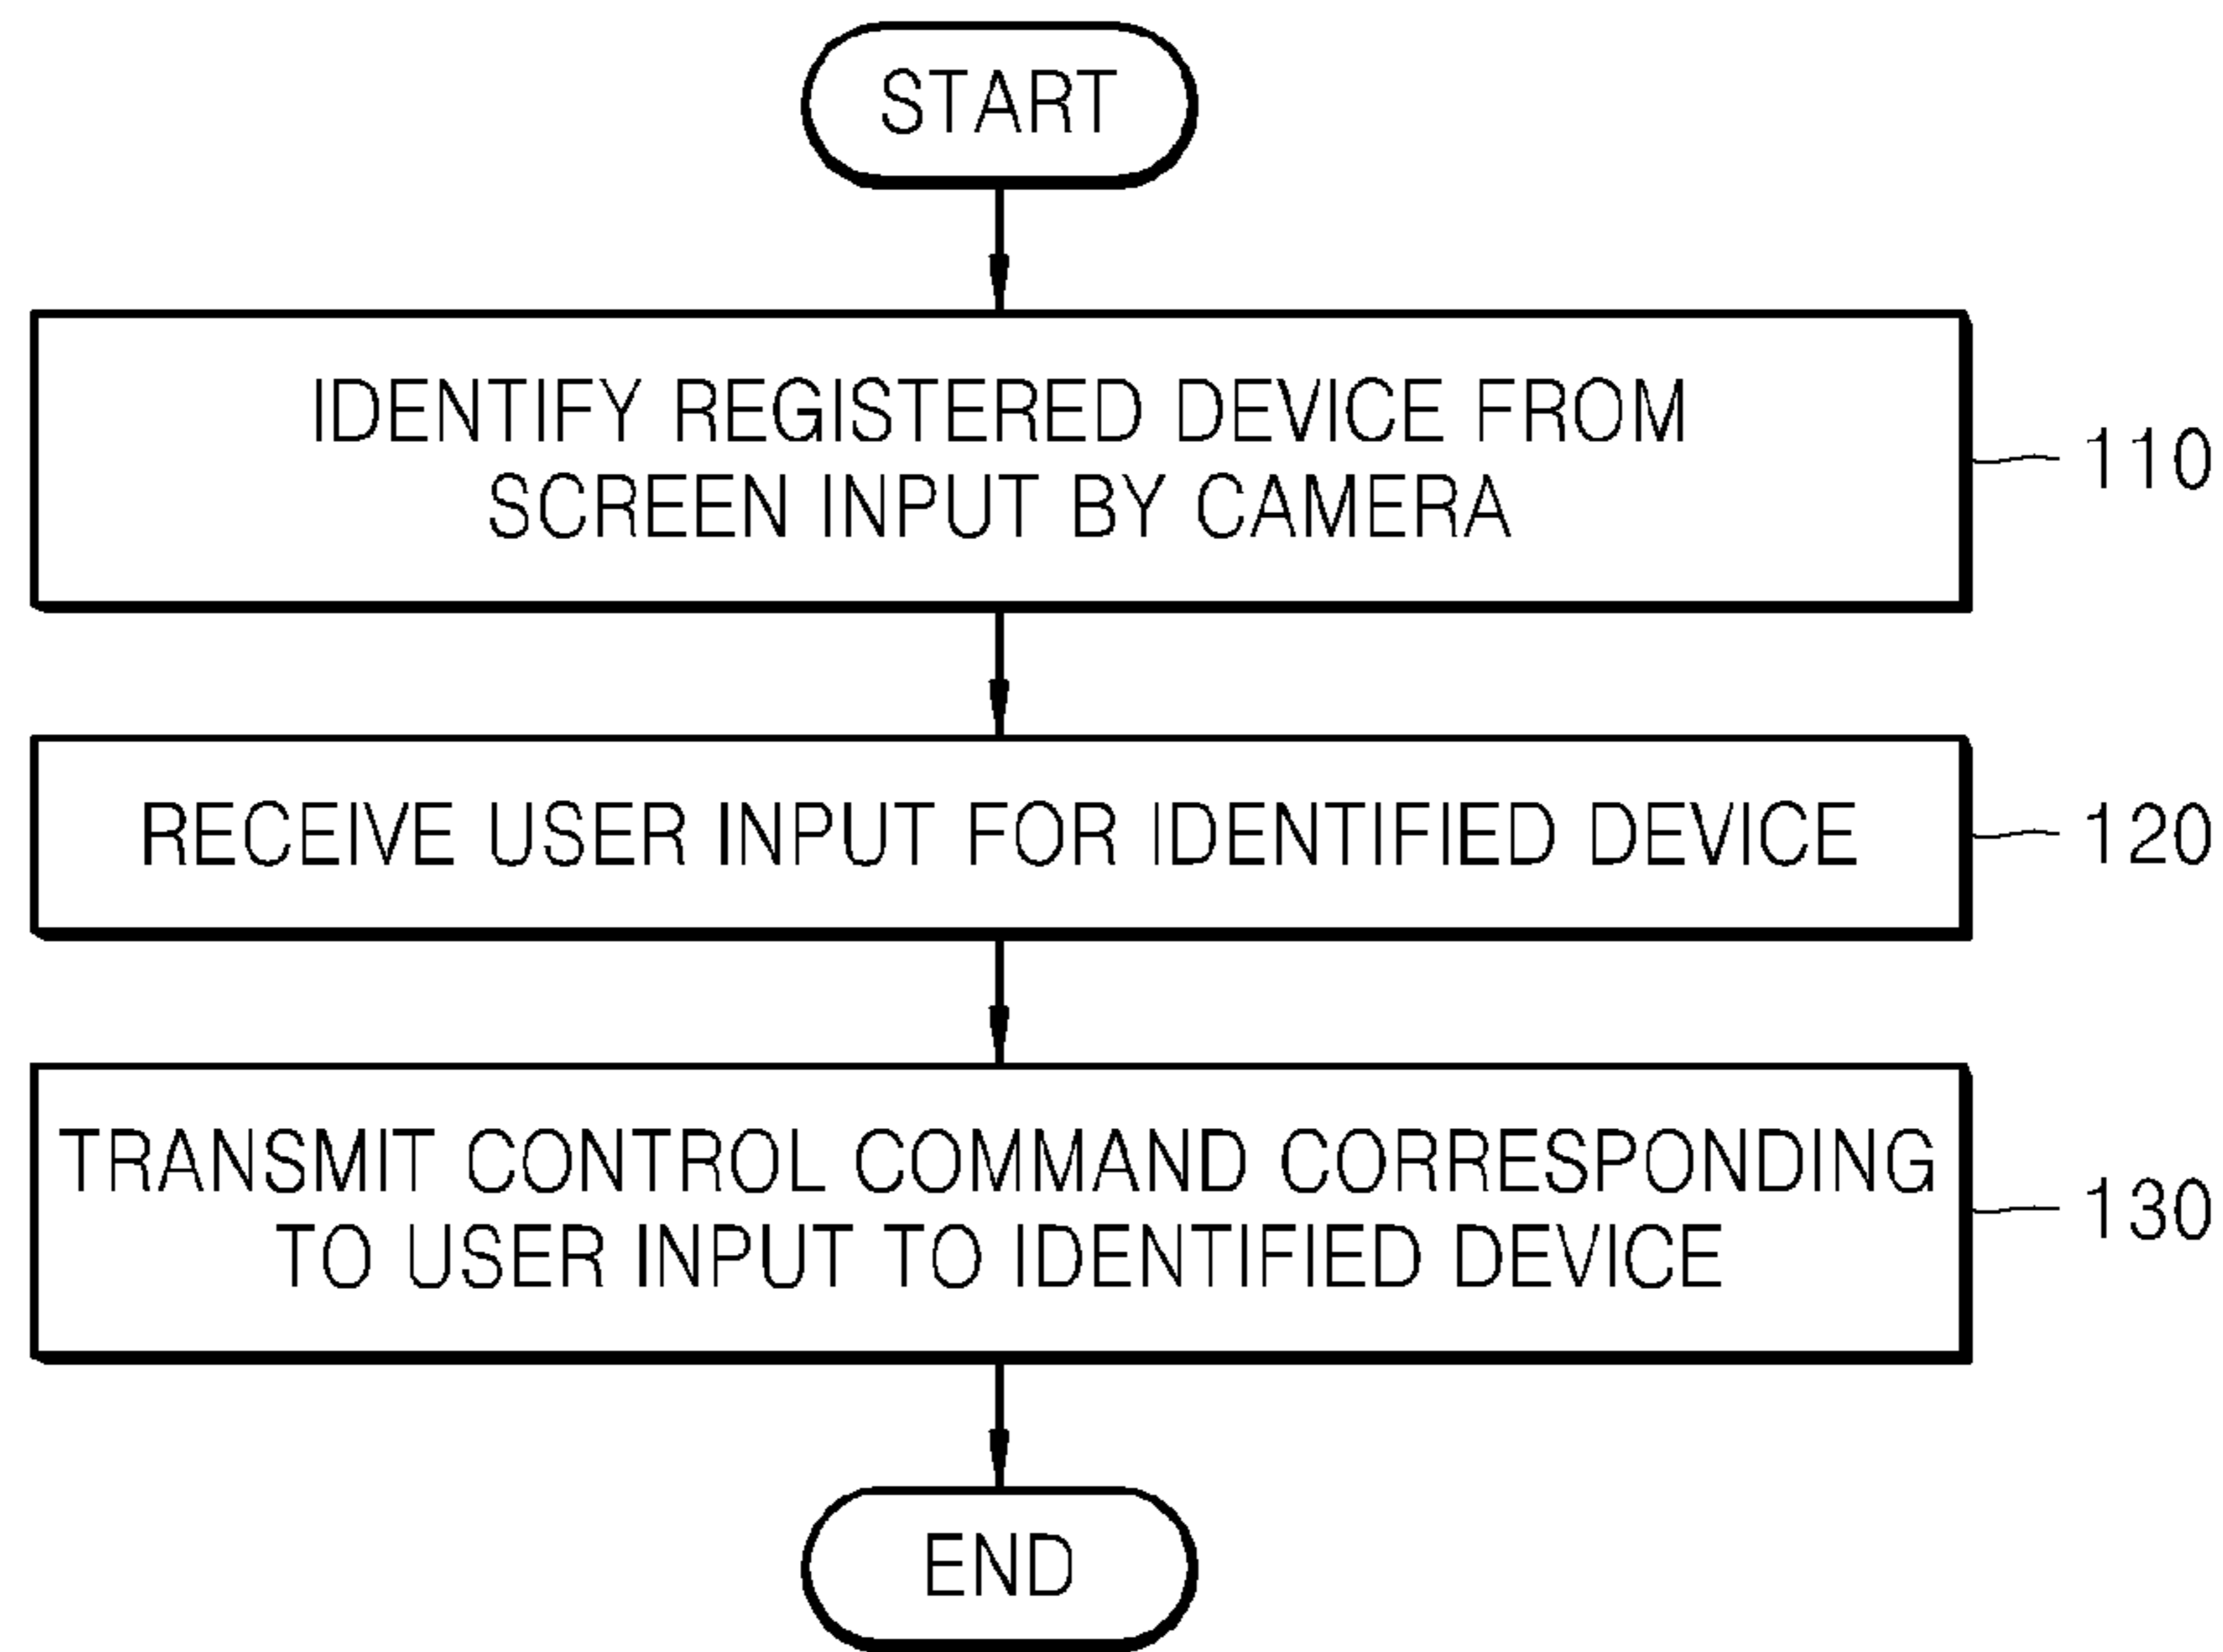 START
IDENTIFY REGISTERED DEVICE FROM
SCREEN INPUT BY CAMERA
110
RECEIVE USER INPUT FOR IDENTIFIED DEVICE
120
TRANSMIT CONTROL COMMAND CORRESPONDING
TO USER INPUT TO IDENTIFIED DEVICE
130
END